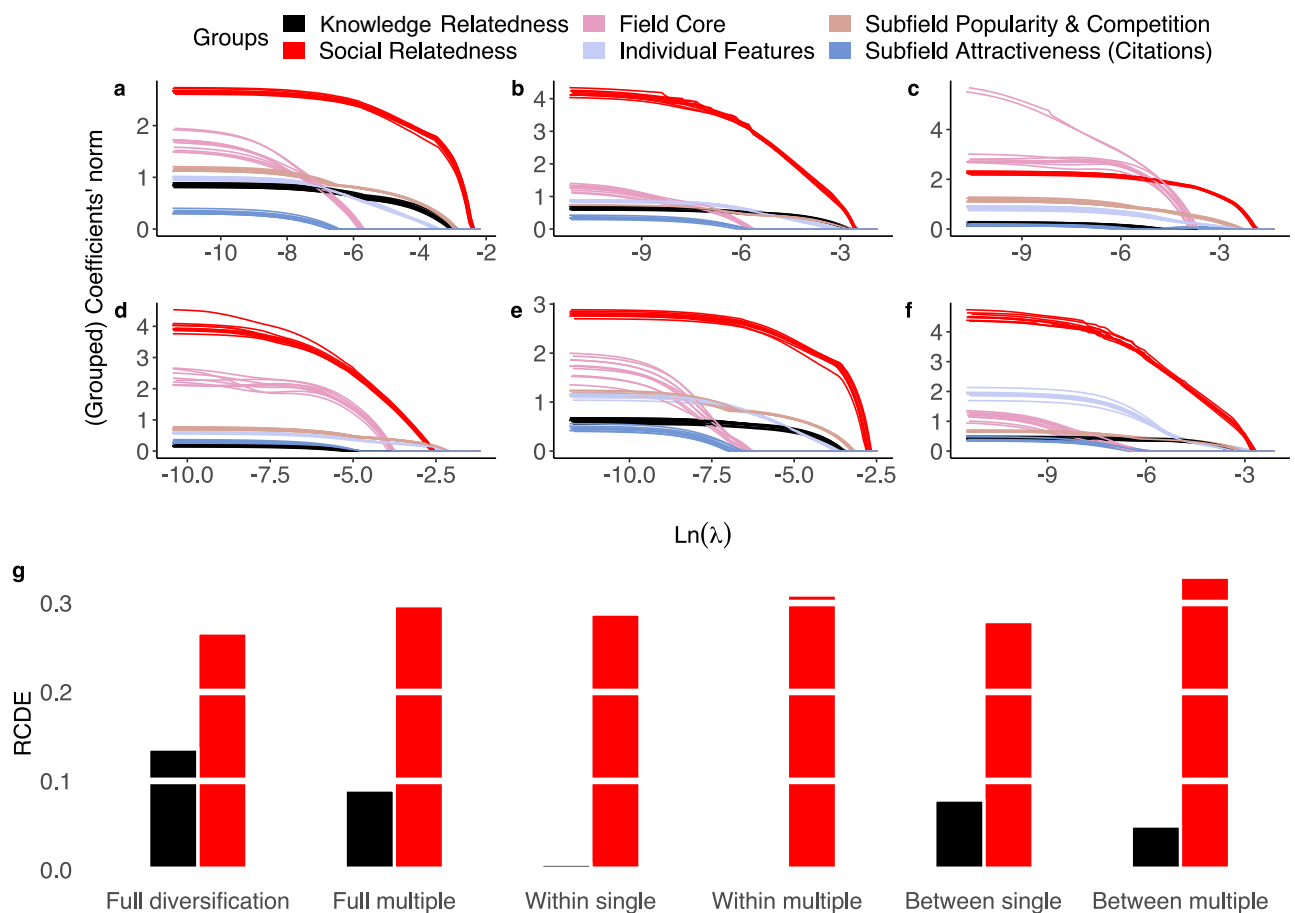 Groups
Knowledge Relatedness
Field Core
Subfield Popularity & Competition
Social Relatedness
Individual Features
Subfield Attractiveness (Citations)
(Grouped) Coefficients' norm
a
2
1
0
-10
-8
-6
-4
-2
b
4
3
2
1
0
-9
-6
-3
c
4
2
0
-9
-6
-3
d
4
3
2
1
0
-10.0
-7.5
-5.0
-2.5
e
3
2
1
0
-10.0
-7.5
-5.0
-2.5
f
4
3
2
1
0
-9
-6
-3
Ln(λ)
g
RCDE
0.3
0.2
0.1
0.0
Full diversification
Full multiple
Within single
Within multiple
Between single
Between multiple